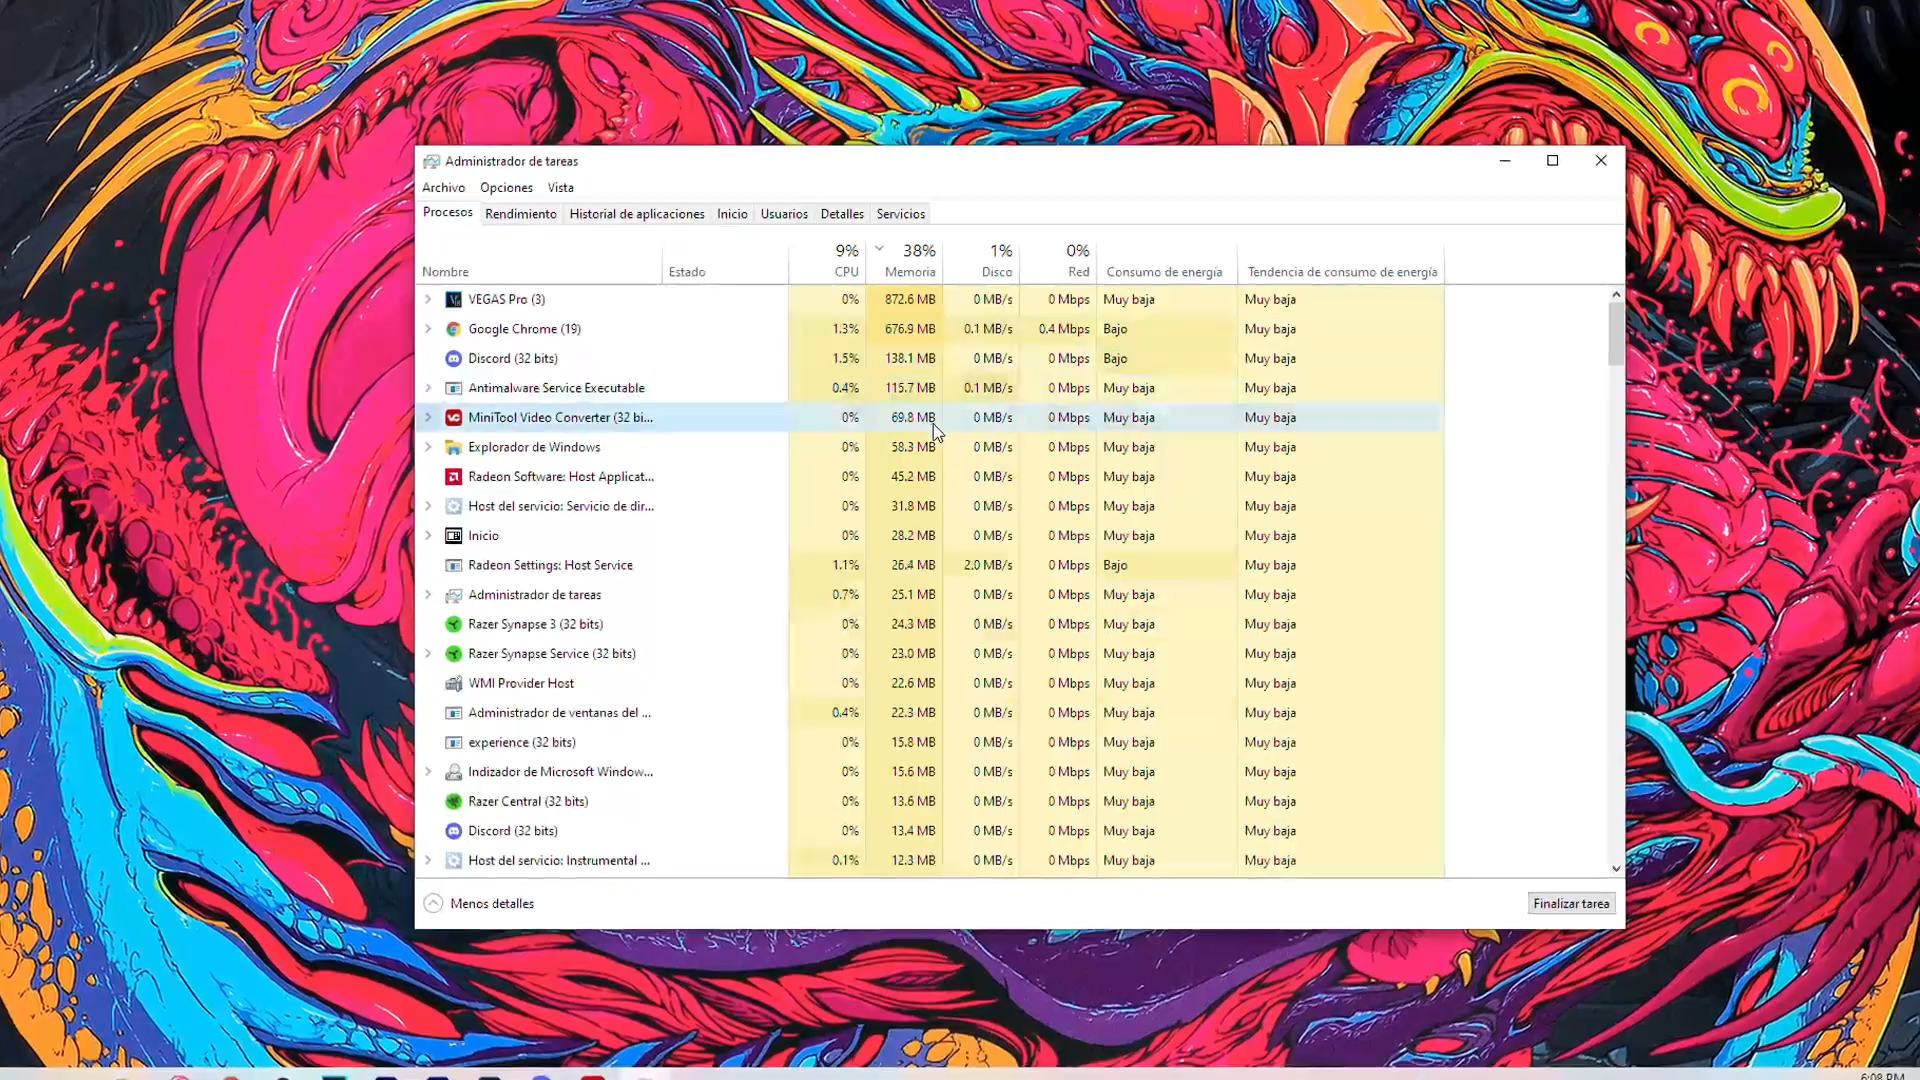 Administrador de tareas
Archivo Opciones Vista
Procesos Rendimiento Historial de aplicaciones Inicio Usuarios Detalles Servicios
9% 38% 1% 0%
Nombre Estado CPU Memoria Disco Red Consumo de energía Tendencia de consumo de energía
VEGAS Pro (3) 0% 872.6 MB 0 MB/s 0 Mbps Muy baja Muy baja
Google Chrome (19) 1.3% 676.9 MB 0.1 MB/s 0.4 Mbps Bajo Muy baja
Discord (32 bits) 1.5% 138.1 MB 0 MB/s 0 Mbps Bajo Muy baja
Antimalware Service Executable 0.4% 115.7 MB 0.1 MB/s 0 Mbps Muy baja Muy baja
MiniTool Video Converter (32 bi... 0% 69.8 MB 0 MB/s 0 Mbps Muy baja Muy baja
Explorador de Windows 0% 58.3 MB 0 MB/s 0 Mbps Muy baja Muy baja
Radeon Software: Host Applicat... 0% 45.2 MB 0 MB/s 0 Mbps Muy baja Muy baja
Host del servicio: Servicio de dir... 0% 31.8 MB 0 MB/s 0 Mbps Muy baja Muy baja
Inicio 0% 28.2 MB 0 MB/s 0 Mbps Muy baja Muy baja
Radeon Settings: Host Service 1.1% 26.4 MB 2.0 MB/s 0 Mbps Bajo Muy baja
Administrador de tareas 0.7% 25.1 MB 0 MB/s 0 Mbps Muy baja Muy baja
Razer Synapse 3 (32 bits) 0% 24.3 MB 0 MB/s 0 Mbps Muy baja Muy baja
Razer Synapse Service (32 bits) 0% 23.0 MB 0 MB/s 0 Mbps Muy baja Muy baja
WMI Provider Host 0% 22.6 MB 0 MB/s 0 Mbps Muy baja Muy baja
Administrador de ventanas del ... 0.4% 22.3 MB 0 MB/s 0 Mbps Muy baja Muy baja
experience (32 bits) 0% 15.8 MB 0 MB/s 0 Mbps Muy baja Muy baja
Indizador de Microsoft Window... 0% 15.6 MB 0 MB/s 0 Mbps Muy baja Muy baja
Razer Central (32 bits) 0% 13.6 MB 0 MB/s 0 Mbps Muy baja Muy baja
Discord (32 bits) 0% 13.4 MB 0 MB/s 0 Mbps Muy baja Muy baja
Host del servicio: Instrumental ... 0.1% 12.3 MB 0 MB/s 0 Mbps Muy baja Muy baja
Menos detalles Finalizar tarea
6:08 PM